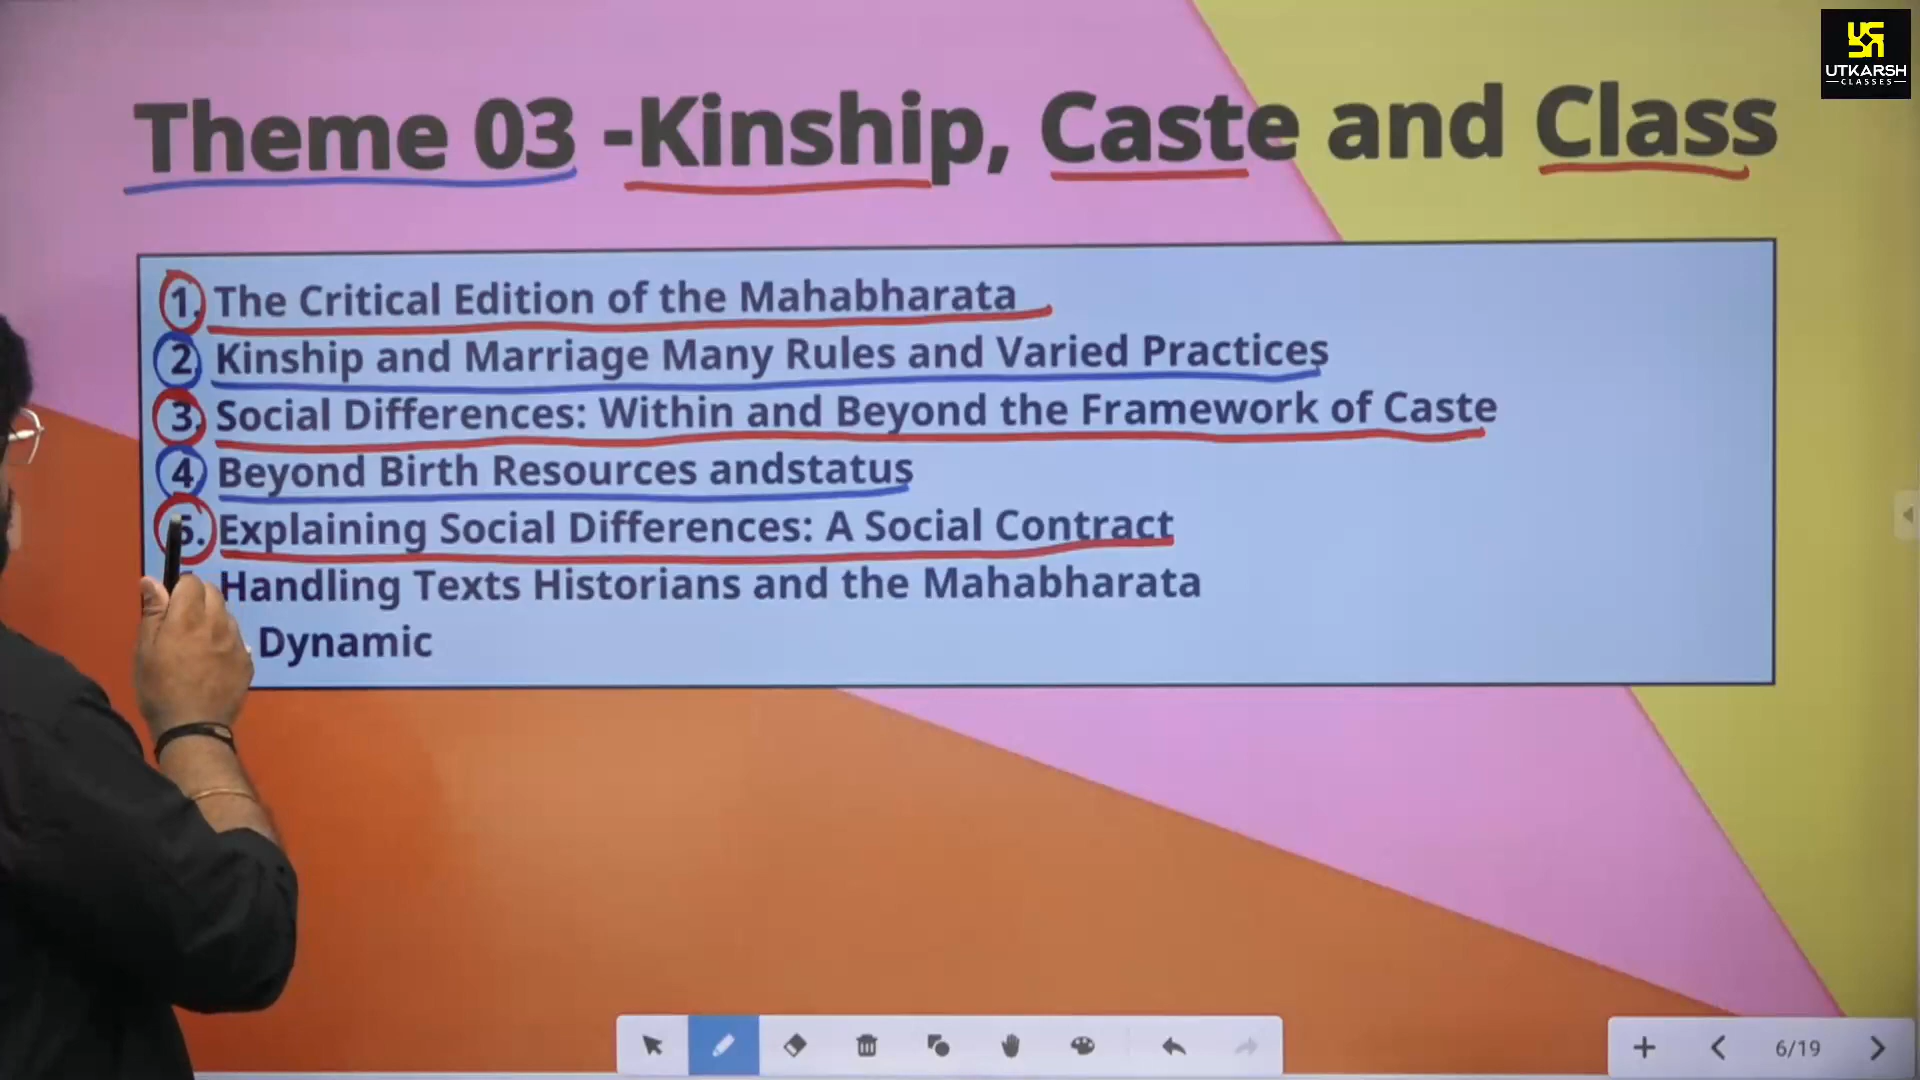 UTKARSH
CLASSES
Theme 03 -Kinship, Caste and Class
1. The Critical Edition of the Mahabharata
2. Kinship and Marriage Many Rules and Varied Practices
3. Social Differences: Within and Beyond the Framework of Caste
4. Beyond Birth Resources andstatus
5. Explaining Social Differences: A Social Contract
Handling Texts Historians and the Mahabharata
Dynamic
6/19